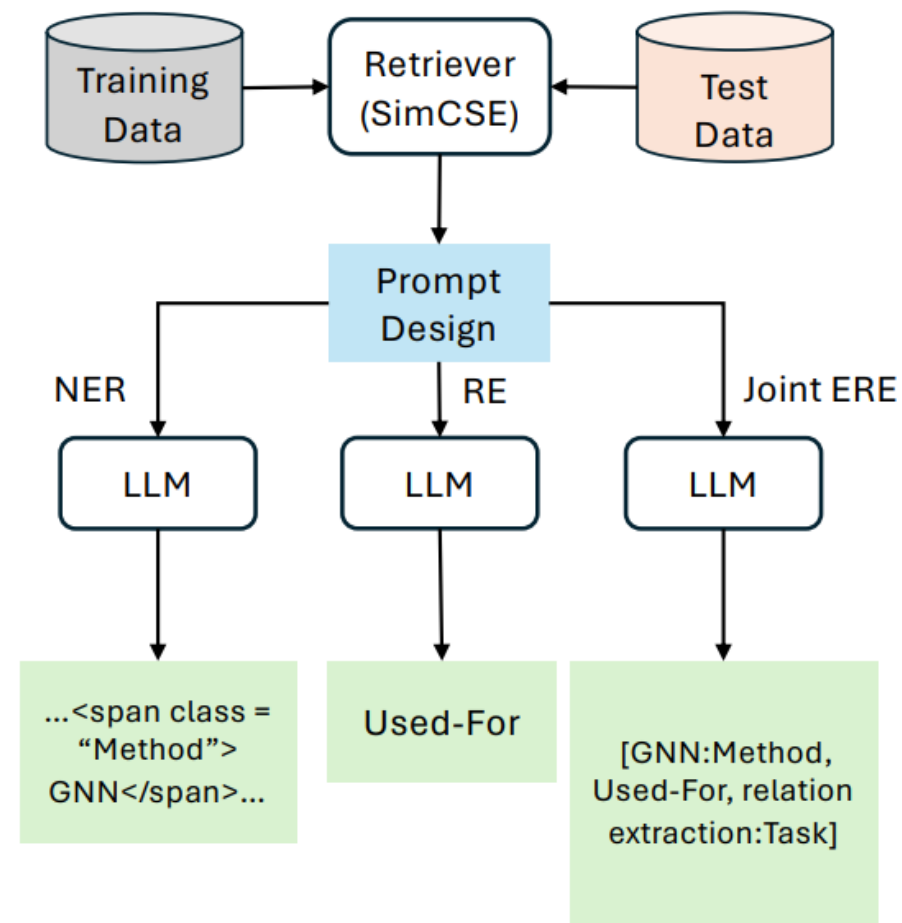 Training
Data
Retriever
(SimCSE)
Test
Data
Prompt
Design
NER
RE
Joint ERE
LLM
LLM
LLM
...<span class =
“Method”>
GNN</span>...
Used-For
[GNN:Method,
Used-For, relation
extraction:Task]